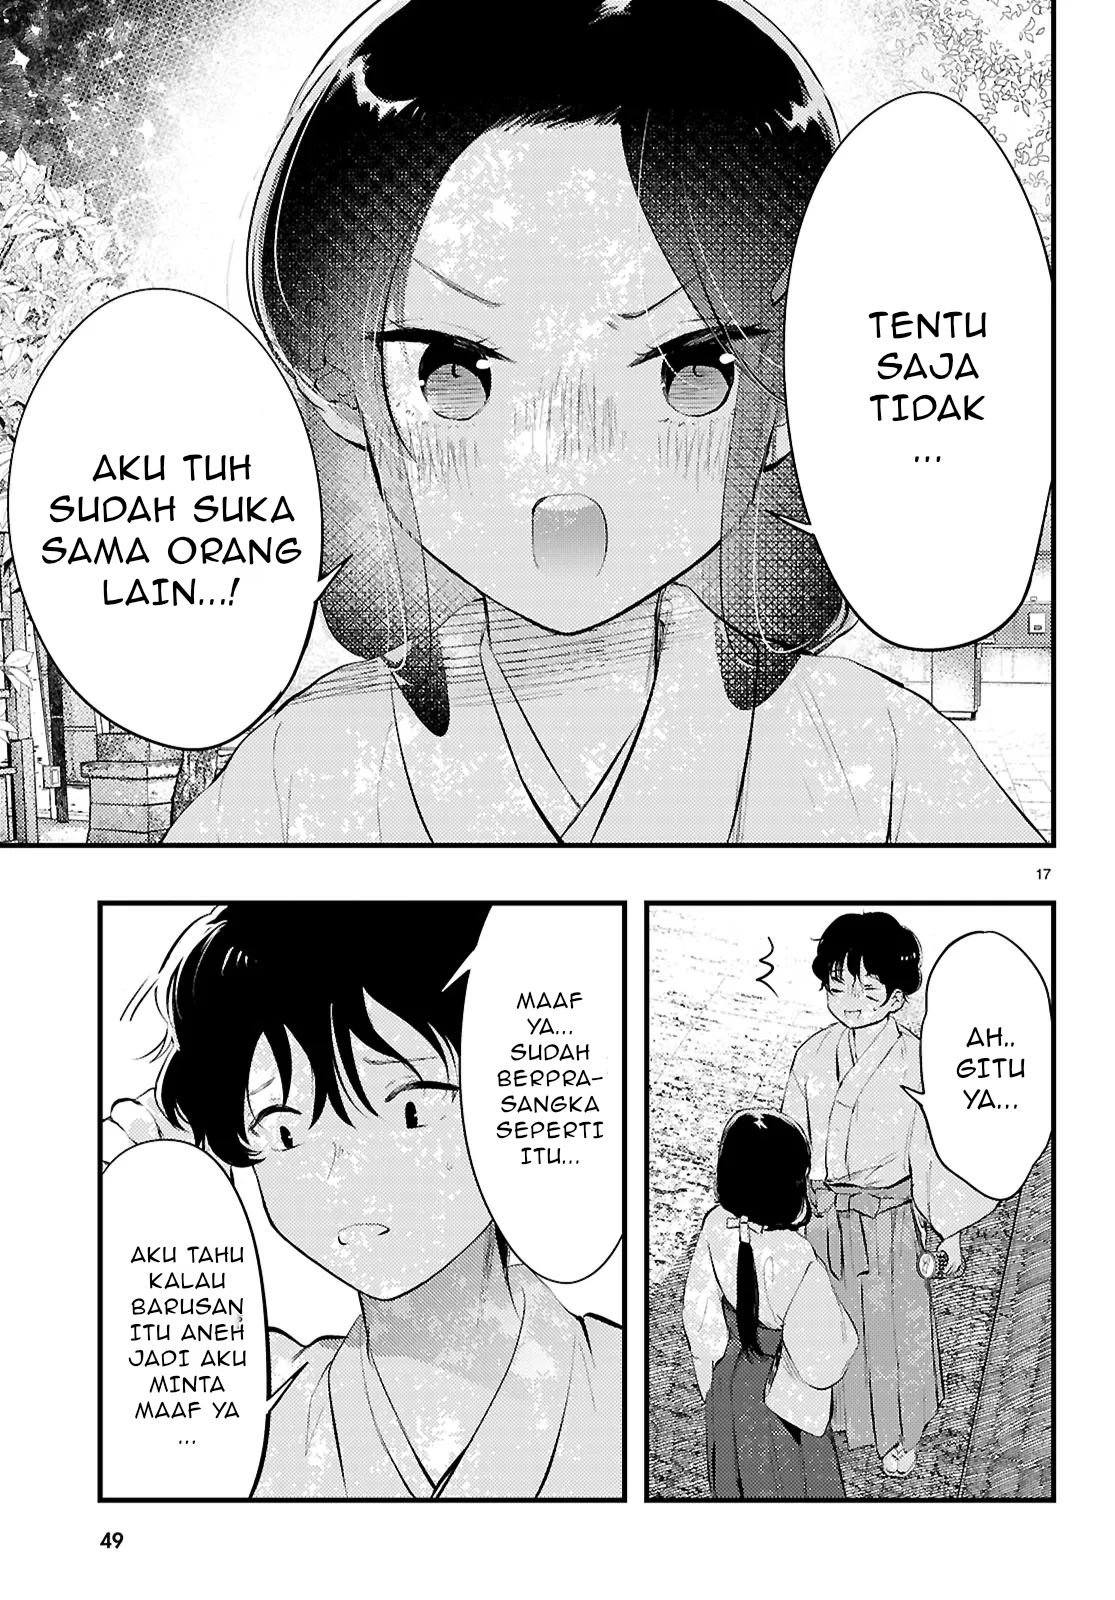 TENTU
SAJA
TIDAK
...
AKU TUH
SUDAH SUKA
SAMA ORANG
LAIN...!
17
AH..
GITU
YA...
MAAF
YA...
SUDAH
BERPRA-
SANGKA
SEPERTI
ITU...
AKU TAHU
KALAU
BARUSAN
ITU ANEH
JADI AKU
MINTA
MAAF YA
...
49